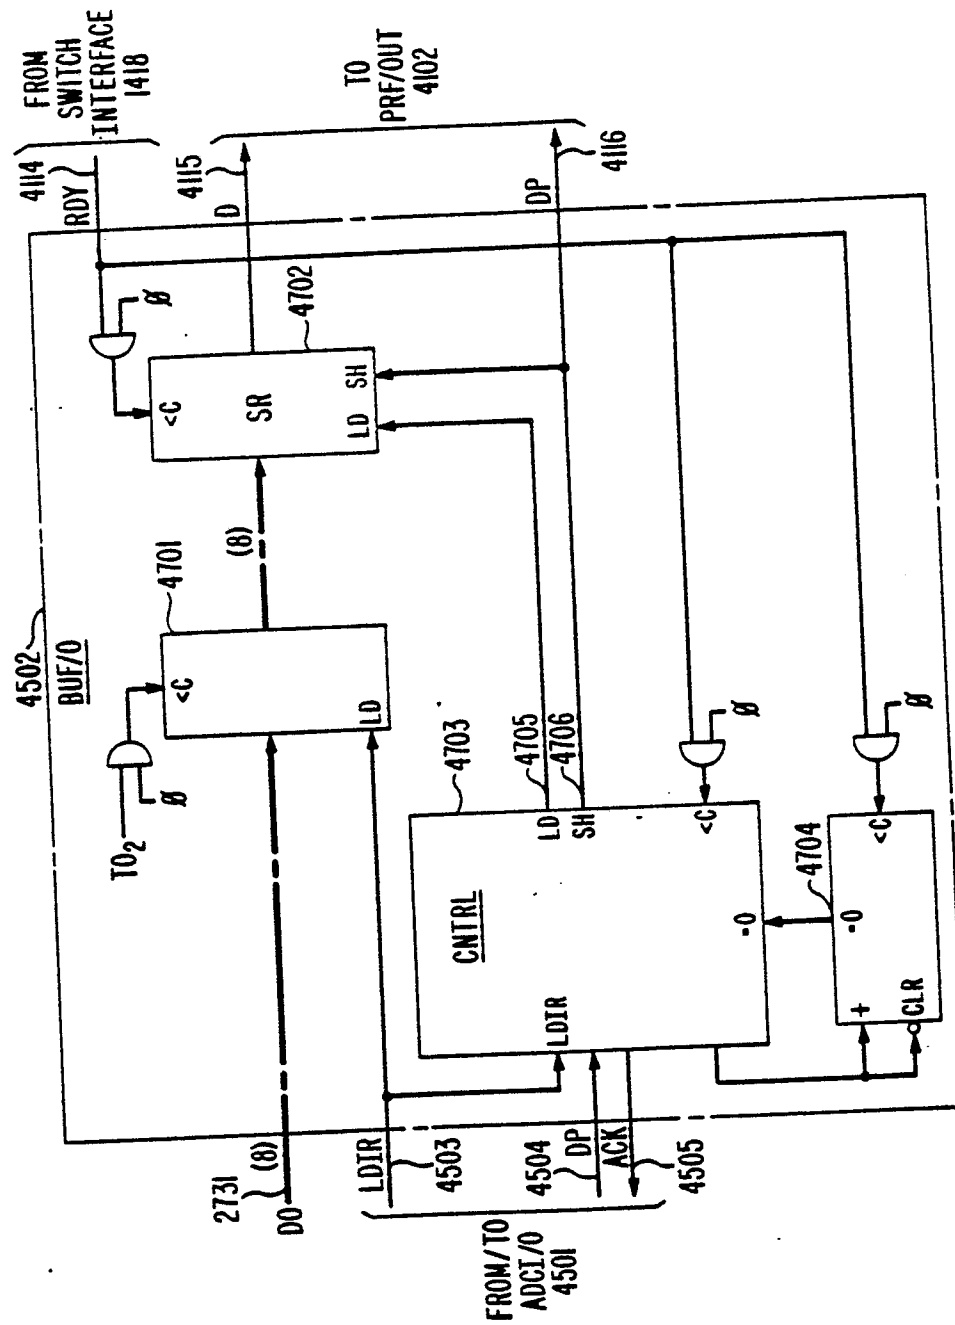 FROM
SWITCH
INTERFACE
1418
4114
RDY
TO
PRF/OUT
4102
4115
D
4116
DP
4502
BUF/O
Ø
<C
SR
LD
SH
4702
(8)
4701
<C
LD
TO2
Ø
4703
CNTRL
LDIR
LD
SH
4705
4706
<C
Ø
·0
4704
·0
+
CLR
<C
Ø
2731
DO
(8)
LDIR
4503
4504
DP
ACK
4505
FROM/TO
ADCI/O
4501